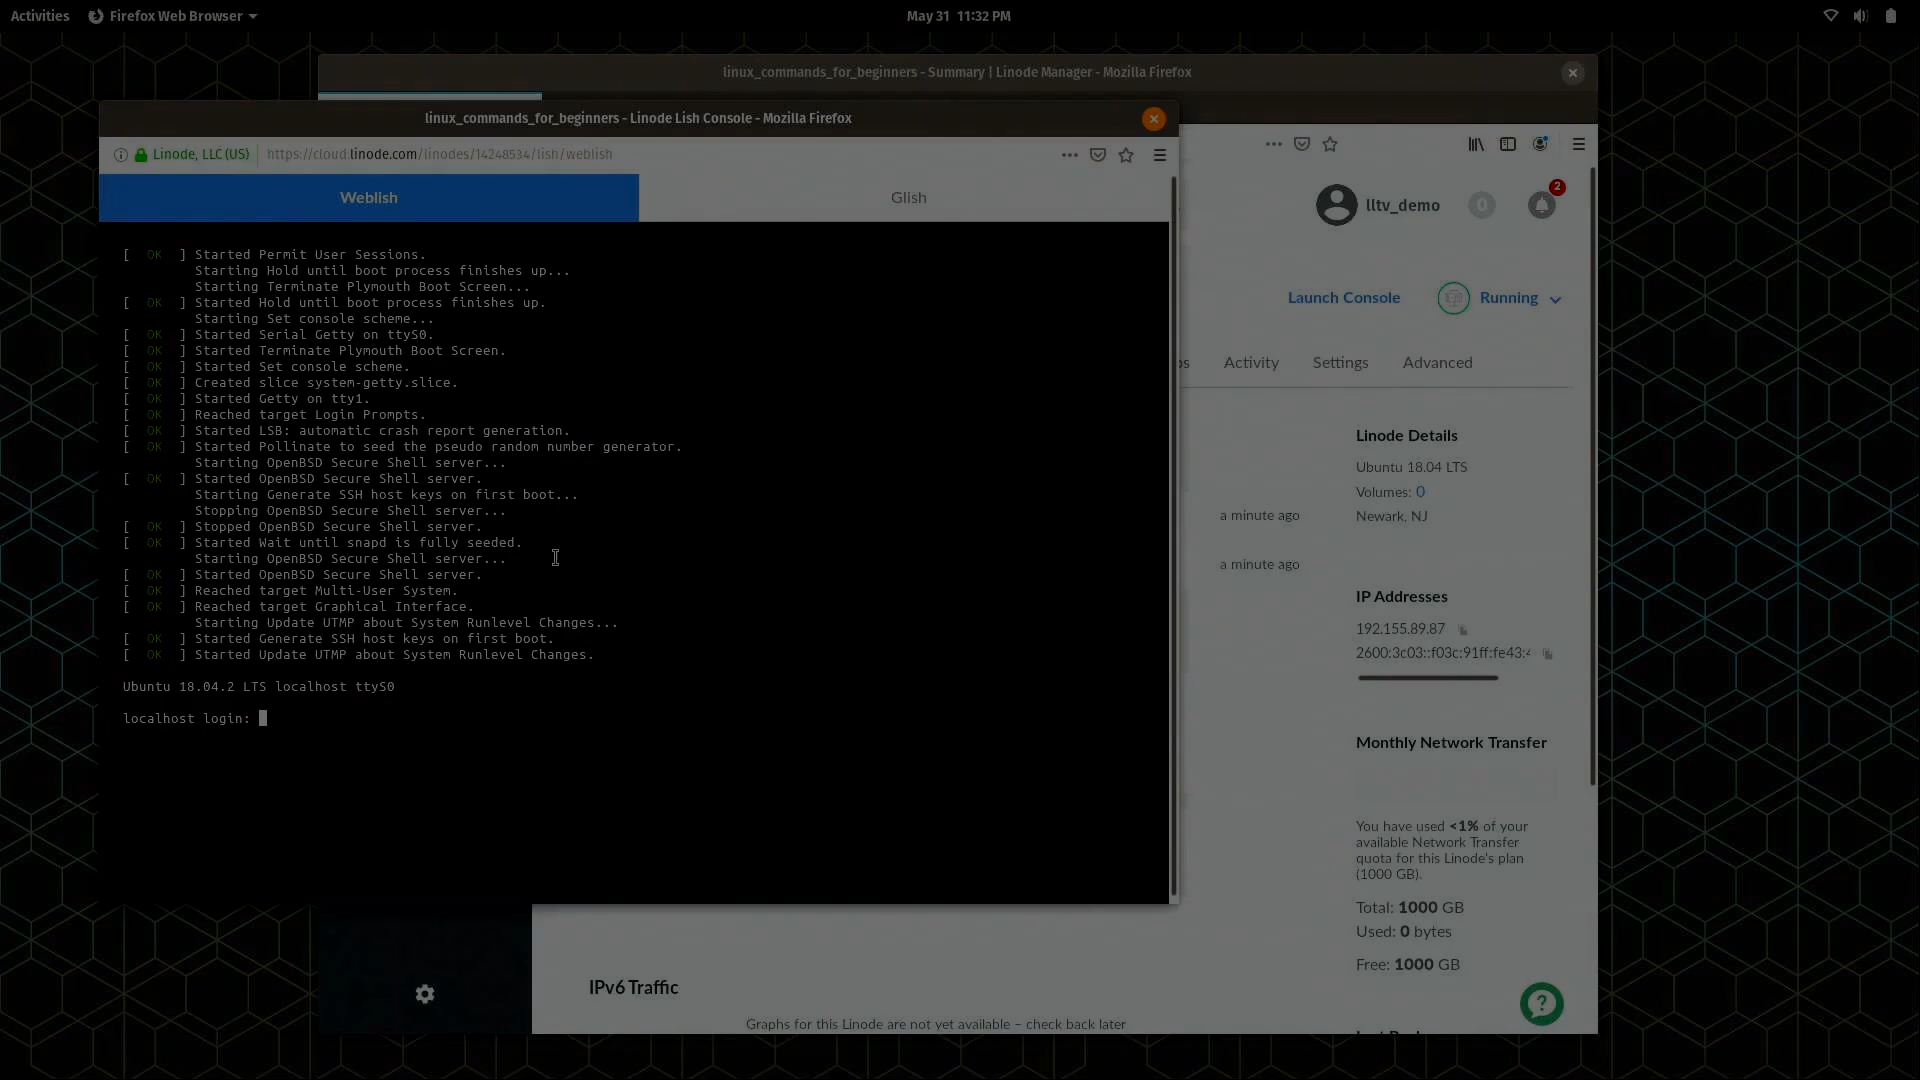 Activities
Firefox Web Browser
May 31 11:32 PM
linux_commands_for_beginners - Summary | Linode Manager - Mozilla Firefox
linux_commands_for_beginners - Linode Lish Console - Mozilla Firefox
Linode, LLC (US)
https://cloud.linode.com/linodes/14248534/lish/weblish
Weblish
Glish
[ OK ] Started Permit User Sessions.
Starting Hold until boot process finishes up...
Starting Terminate Plymouth Boot Screen...
[ OK ] Started Hold until boot process finishes up.
Starting Set console scheme...
[ OK ] Started Serial Getty on ttyS0.
[ OK ] Started Terminate Plymouth Boot Screen.
[ OK ] Started Set console scheme.
[ OK ] Created slice system-getty.slice.
[ OK ] Started Getty on tty1.
[ OK ] Reached target Login Prompts.
[ OK ] Started LSB: automatic crash report generation.
[ OK ] Started Pollinate to seed the pseudo random number generator.
Starting OpenBSD Secure Shell server...
[ OK ] Started OpenBSD Secure Shell server.
Starting Generate SSH host keys on first boot...
Stopping OpenBSD Secure Shell server...
[ OK ] Stopped OpenBSD Secure Shell server.
[ OK ] Started Wait until snapd is fully seeded.
Starting OpenBSD Secure Shell server...
[ OK ] Started OpenBSD Secure Shell server.
[ OK ] Reached target Multi-User System.
[ OK ] Reached target Graphical Interface.
Starting Update UTMP about System Runlevel Changes...
[ OK ] Started Generate SSH host keys on first boot.
[ OK ] Started Update UTMP about System Runlevel Changes.
Ubuntu 18.04.2 LTS localhost ttyS0
localhost login:
lltv_demo
0
2
Launch Console
Running
Activity
Settings
Advanced
a minute ago
a minute ago
Linode Details
Ubuntu 18.04 LTS
Volumes: 0
Newark, NJ
IP Addresses
192.155.89.87
2600:3c03::f03c:91ff:fe43:
Monthly Network Transfer
You have used <1% of your
available Network Transfer
quota for this Linode's plan
(1000 GB).
Total: 1000 GB
Used: 0 bytes
Free: 1000 GB
IPv6 Traffic
Graphs for this Linode are not yet available – check back later